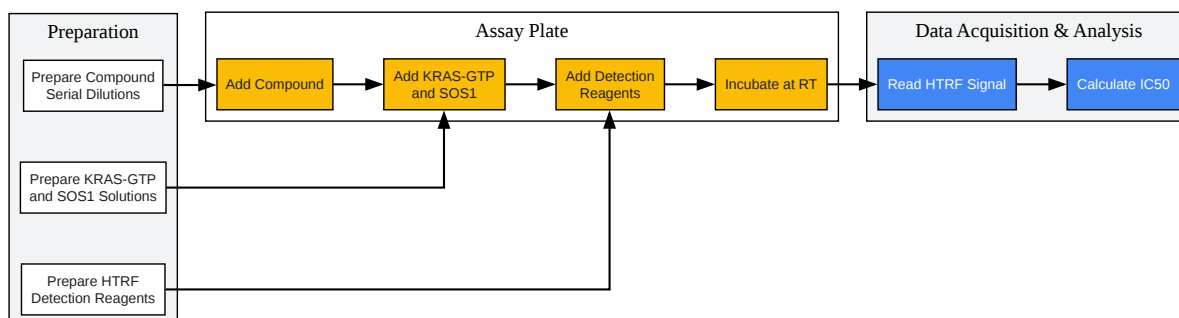 Preparation
Prepare Compound
Serial Dilutions
Prepare KRAS-GTP
and SOS1 Solutions
Prepare HTRF
Detection Reagents
Assay Plate
Add Compound
Add KRAS-GTP
and SOS1
Add Detection
Reagents
Incubate at RT
Data Acquisition & Analysis
Read HTRF Signal
Calculate IC50